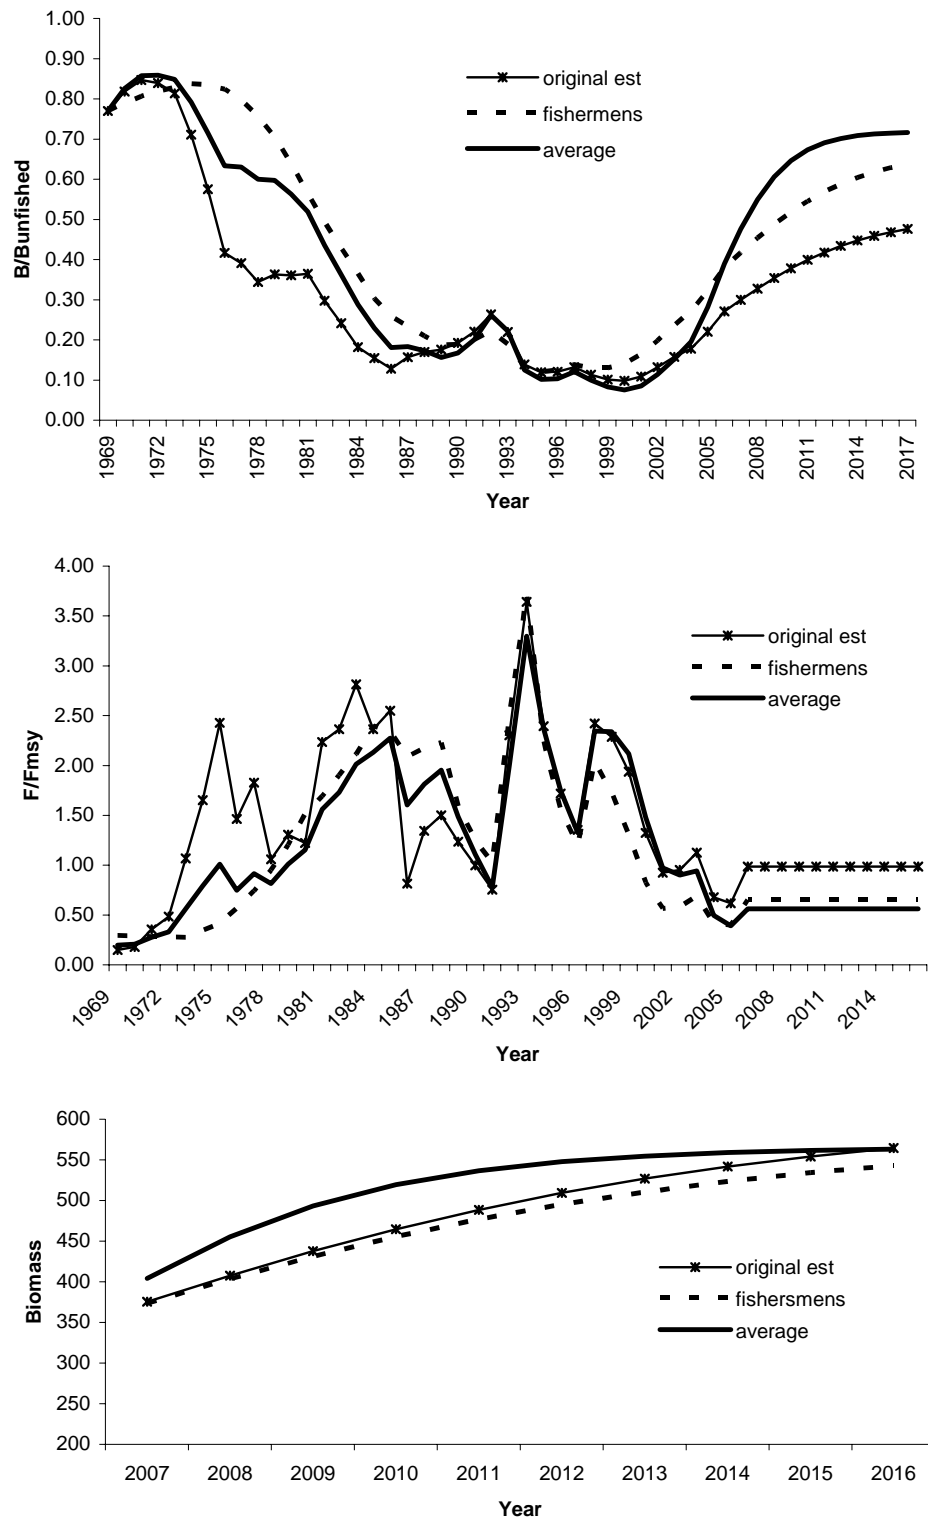 1.00
0.90
0.80
0.70
0.60
0.50
0.40
0.30
0.20
0.10
0.00
B/Bunfished
original est
fishermens
average
1969 1972 1975 1978 1981 1984 1987 1990 1993 1996 1999 2002 2005 2008 2011 2014 2017
Year
4.00
3.50
3.00
2.50
2.00
1.50
1.00
0.50
0.00
F/Fmsy
original est
fishermens
average
1969 1972 1975 1978 1981 1984 1987 1990 1993 1996 1999 2002 2005 2008 2011 2014
Year
600
550
500
450
400
350
300
250
200
Biomass
original est
fishersmens
average
2007 2008 2009 2010 2011 2012 2013 2014 2015 2016
Year